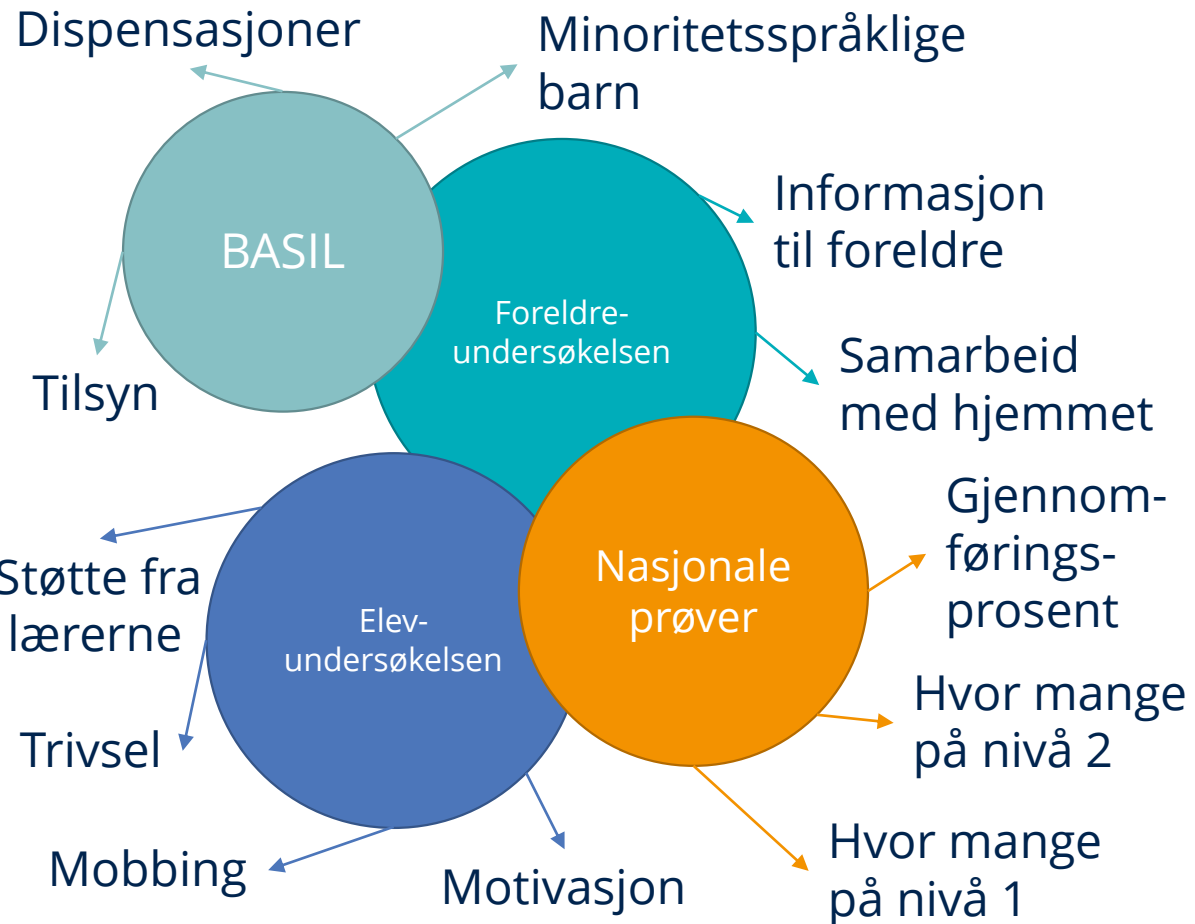 Dispensasjoner
Minoritetsspråklige
barn
BASIL
Informasjon
til foreldre
Foreldre-
undersøkelsen
Samarbeid
med hjemmet
Tilsyn
Gjennom-
førings-
prosent
Nasjonale
prøver
Støtte fra
lærerne
Elev-
undersøkelsen
Hvor mange
på nivå 2
Trivsel
Hvor mange
på nivå 1
Mobbing
Motivasjon